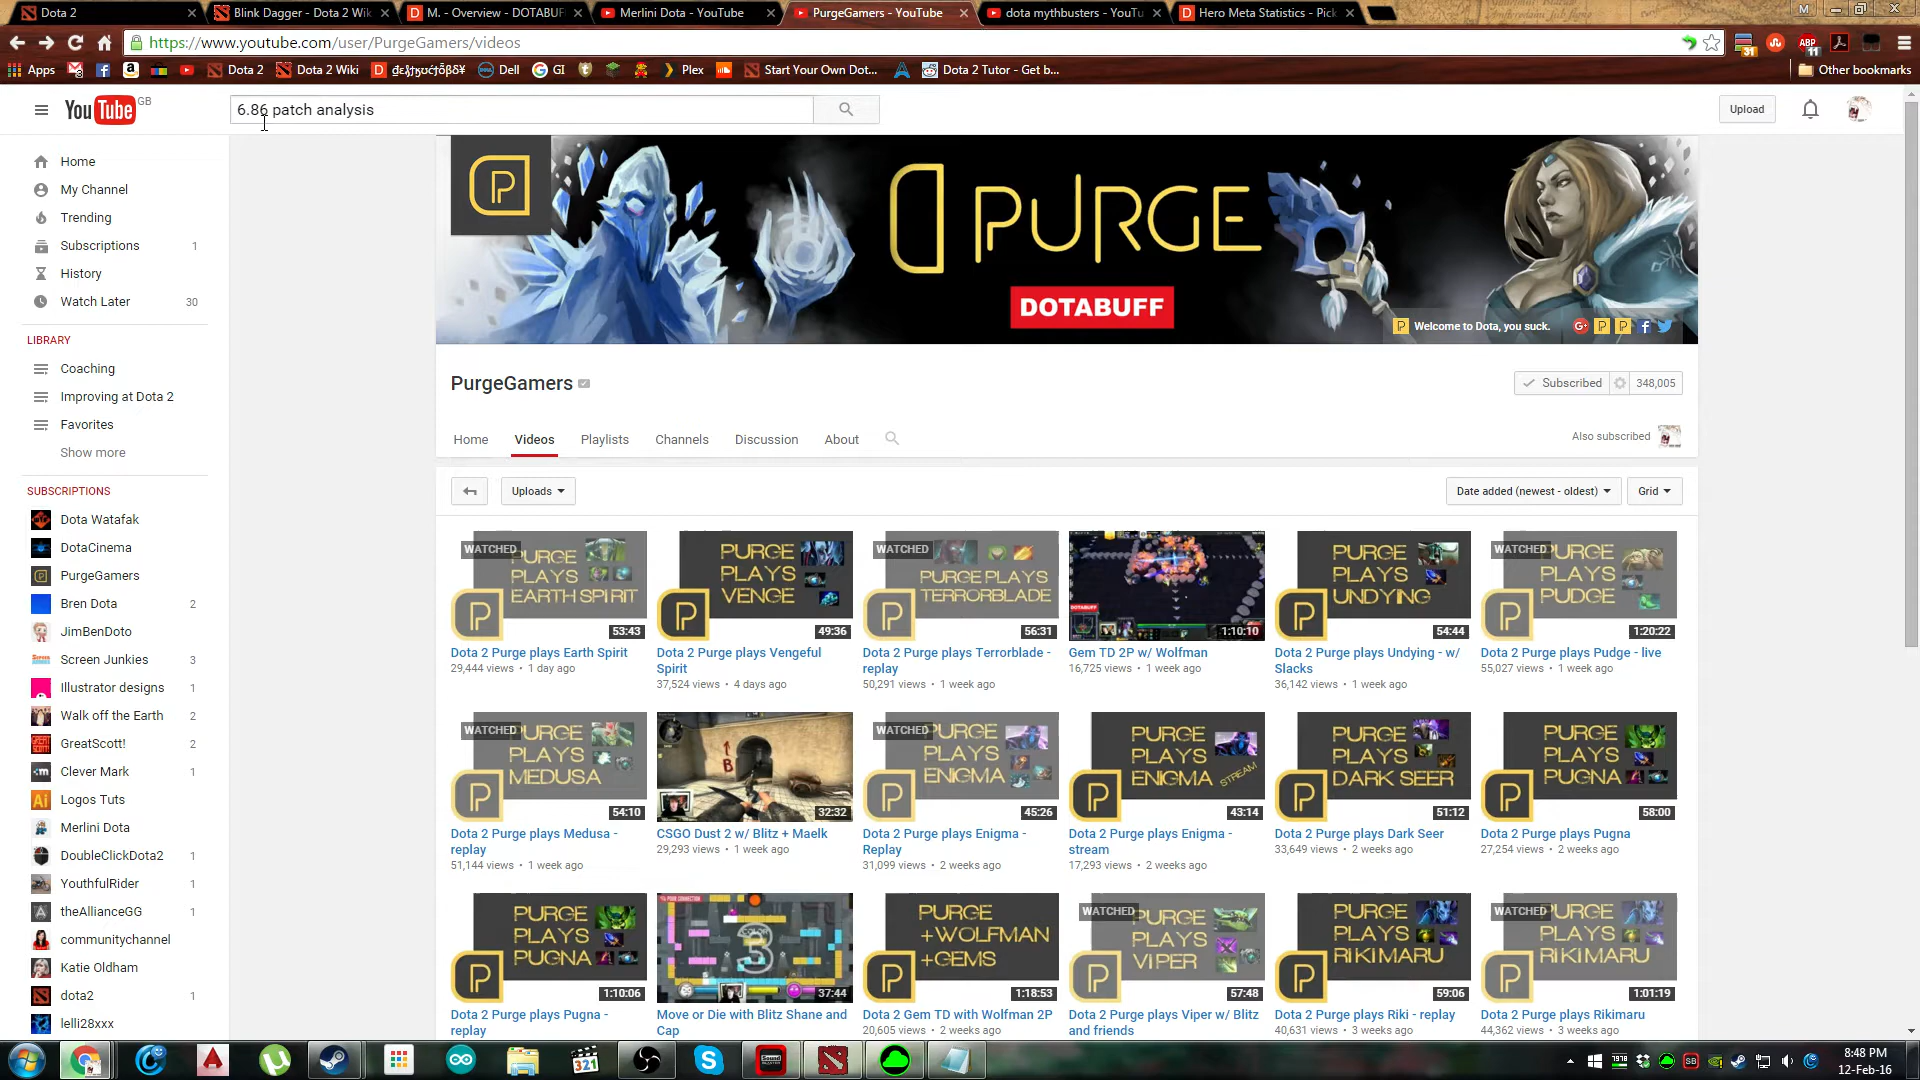 Dota 2
Blink Dagger - Dota 2 Wik
M. - Overview - DOTABUF
Merlini Dota - YouTube
PurgeGamers - YouTube
dota mythbusters - YouTu
Hero Meta Statistics - Pick
https://www.youtube.com/user/PurgeGamers/videos
Apps
Dota 2
Dota 2 Wiki
Dell
GI
Plex
Start Your Own Dot...
Dota 2 Tutor - Get b...
Other bookmarks
YouTube GB
6.86 patch analysis
Upload
Home
My Channel
Trending
Subscriptions 1
History
Watch Later 30
LIBRARY
Coaching
Improving at Dota 2
Favorites
Show more
SUBSCRIPTIONS
Dota Watafak
DotaCinema
PurgeGamers
Bren Dota 2
JimBenDoto
Screen Junkies 3
Illustrator designs 1
Walk off the Earth 2
GreatScott! 2
Clever Mark 1
Logos Tuts
Merlini Dota
DoubleClickDota2 1
YouthfulRider 1
theAllianceGG 1
communitychannel
Katie Oldham
dota2 1
lelli28xxx
PURGE
DOTABUFF
Welcome to Dota, you suck.
PurgeGamers
Subscribed 348,005
Home Videos Playlists Channels Discussion About
Also subscribed
Uploads
Date added (newest - oldest)
Grid
WATCHED
PURGE
PLAYS
EARTH SPIRIT
53:43
Dota 2 Purge plays Earth Spirit
29,444 views • 1 day ago
PURGE
PLAYS
VENGE
49:36
Dota 2 Purge plays Vengeful
Spirit
37,524 views • 4 days ago
WATCHED
PURGE PLAYS
TERRORBLADE
56:31
Dota 2 Purge plays Terrorblade -
replay
50,291 views • 1 week ago
DOTABUFF
1:10:10
Gem TD 2P w/ Wolfman
16,725 views • 1 week ago
PURGE
PLAYS
UNDYING
54:44
Dota 2 Purge plays Undying - w/
Slacks
36,142 views • 1 week ago
WATCHED
PURGE
PLAYS
PUDGE
1:20:22
Dota 2 Purge plays Pudge - live
55,027 views • 1 week ago
WATCHED
PURGE
PLAYS
MEDUSA
54:10
Dota 2 Purge plays Medusa -
replay
51,144 views • 1 week ago
B
32:32
CSGO Dust 2 w/ Blitz + Maelk
29,293 views • 1 week ago
WATCHED
PURGE
PLAYS
ENIGMA
45:26
Dota 2 Purge plays Enigma -
Replay
31,099 views • 2 weeks ago
PURGE
PLAYS
ENIGMA
STREAM
43:14
Dota 2 Purge plays Enigma -
stream
17,293 views • 2 weeks ago
PURGE
PLAYS
DARK SEER
51:12
Dota 2 Purge plays Dark Seer
33,649 views • 2 weeks ago
PURGE
PLAYS
PUGNA
58:00
Dota 2 Purge plays Pugna
27,254 views • 2 weeks ago
PURGE
PLAYS
PUGNA
1:10:06
Dota 2 Purge plays Pugna -
replay
3
37:44
Move or Die with Blitz Shane and
Cap
PURGE
+WOLFMAN
+GEMS
1:18:53
Dota 2 Gem TD with Wolfman 2P
20,605 views • 2 weeks ago
WATCHED
PURGE
PLAYS
VIPER
57:48
Dota 2 Purge plays Viper w/ Blitz
and friends
PURGE
PLAYS
RIKIMARU
59:06
Dota 2 Purge plays Riki - replay
40,631 views • 3 weeks ago
WATCHED
PURGE
PLAYS
RIKIMARU
1:01:19
Dota 2 Purge plays Rikimaru
44,362 views • 3 weeks ago
8:48 PM
12-Feb-16